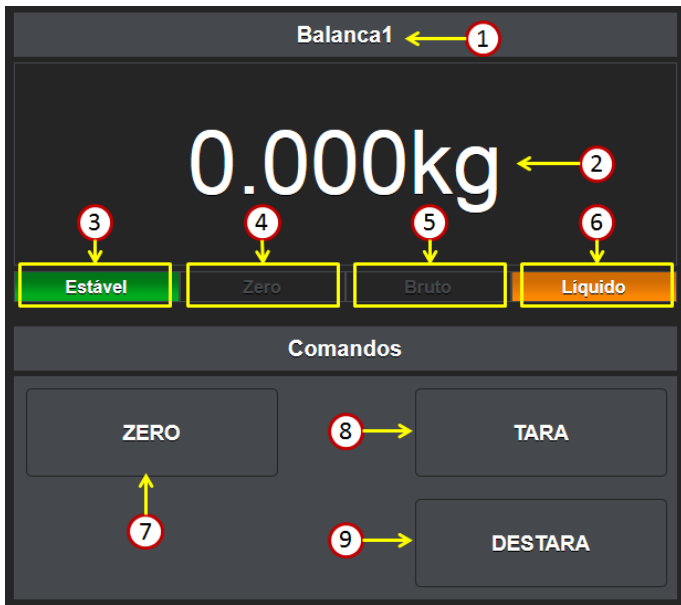 Balanca1 1
0.000kg 2
3 4 5 6
Estável Zero Bruto Líquido
Comandos
ZERO 8 TARA
7 9 DESTARA